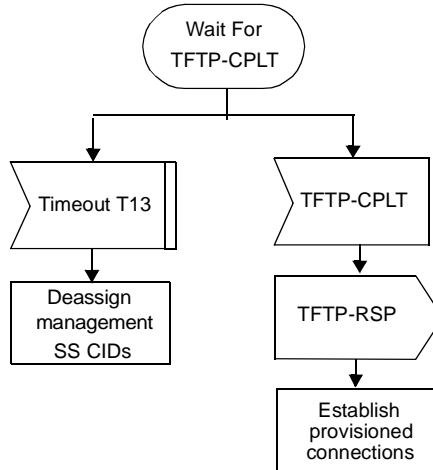 Wait For
TFTP-CPLT
Timeout T13
TFTP-CPLT
Deassign
management
SS CIDs
TFTP-RSP
Establish
provisioned
connections